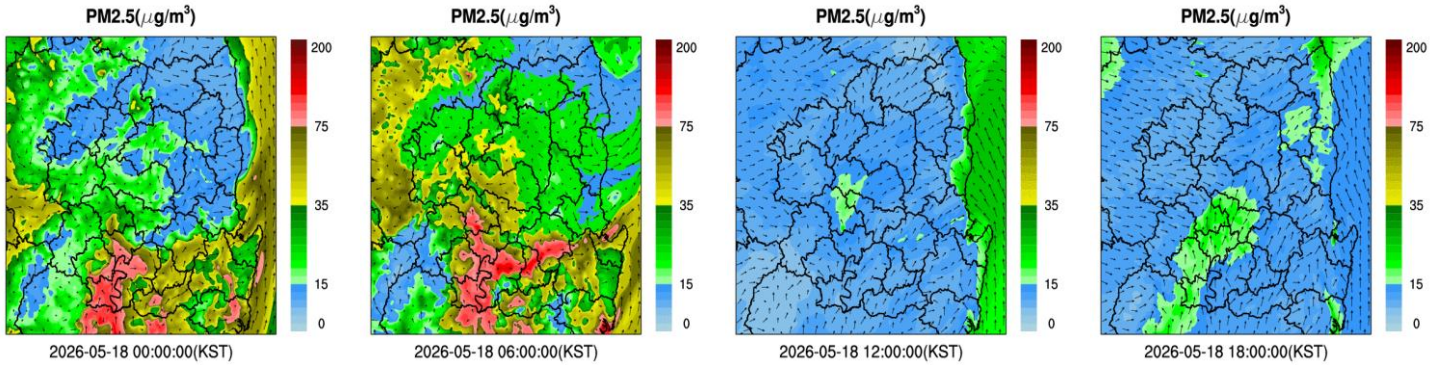 PM2.5(μg/m³) PM2.5(μg/m³) PM2.5(μg/m³) PM2.5(μg/m³)
200 200 200 200
75 75 75 75
35 35 35 35
15 15 15 15
0 0 0 0
2026-05-18 00:00:00(KST) 2026-05-18 06:00:00(KST) 2026-05-18 12:00:00(KST) 2026-05-18 18:00:00(KST)